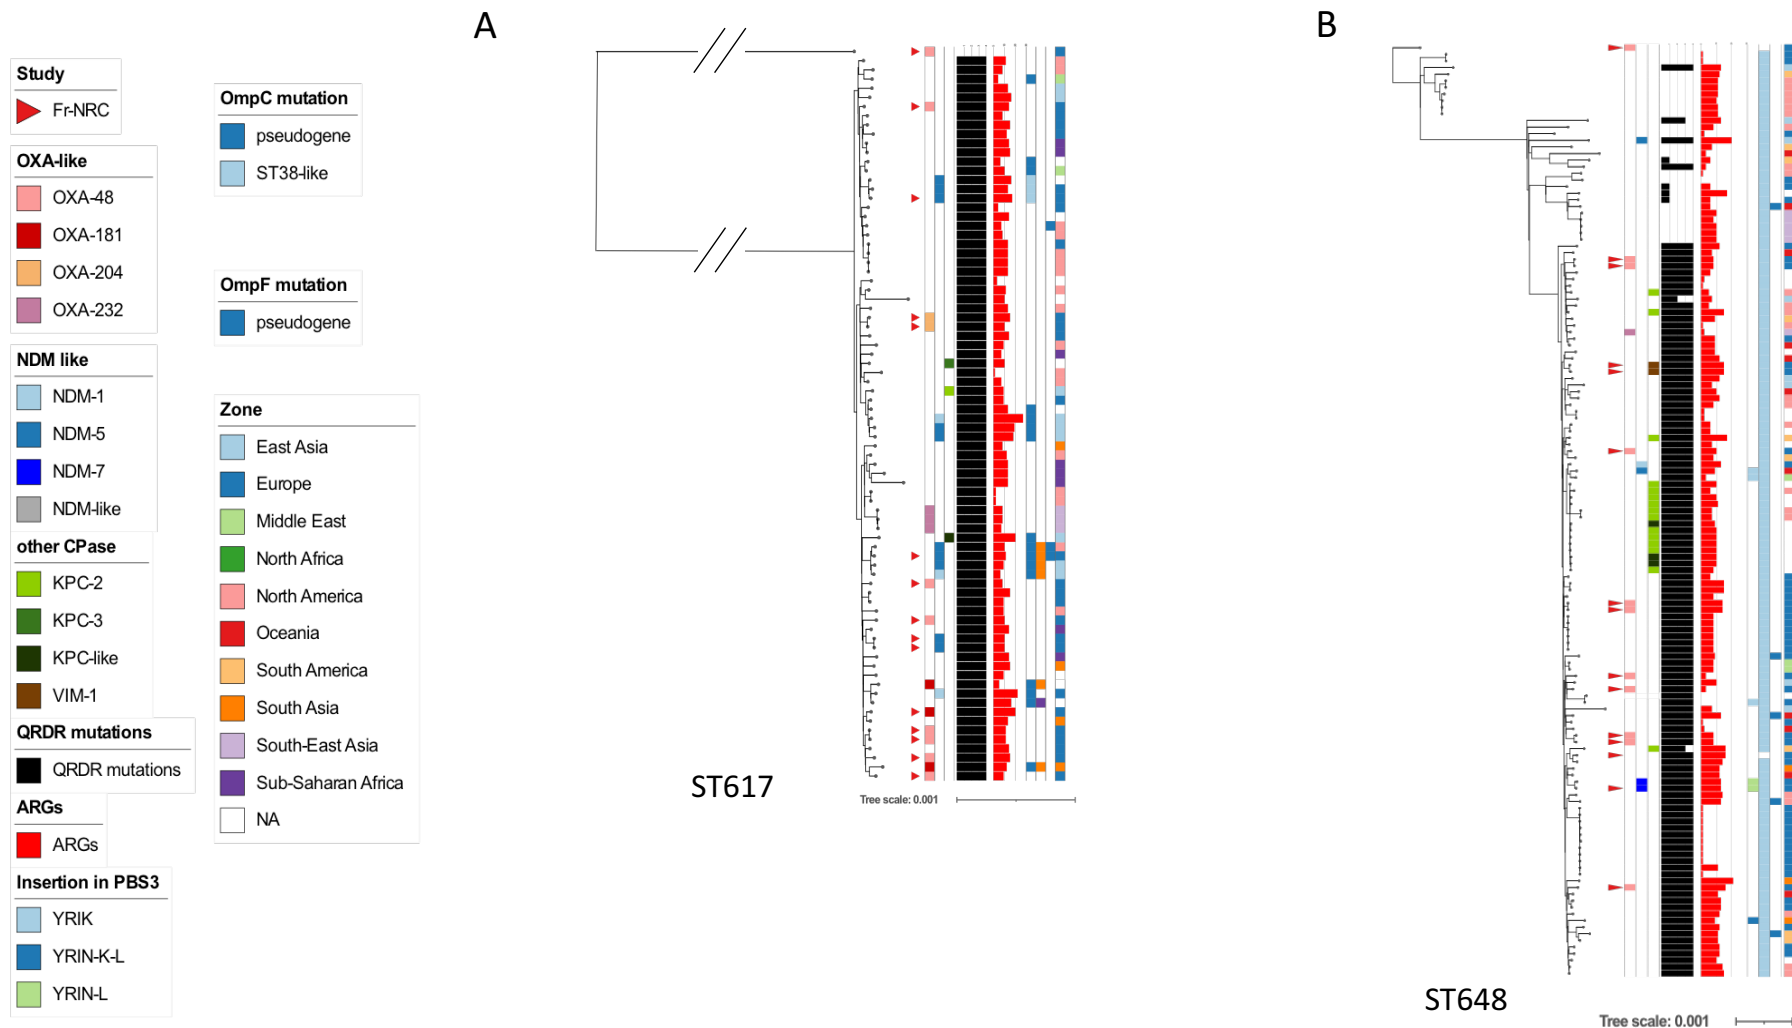 A
B
Study
Fr-NRC
OXA-like
OXA-48
OXA-181
OXA-204
OXA-232
NDM like
NDM-1
NDM-5
NDM-7
NDM-like
other CPase
KPC-2
KPC-3
KPC-like
VIM-1
QRDR mutations
QRDR mutations
ARGs
ARGs
Insertion in PBS3
YRIK
YRIN-K-L
YRIN-L
OmpC mutation
pseudogene
ST38-like
OmpF mutation
pseudogene
Zone
East Asia
Europe
Middle East
North Africa
North America
Oceania
South America
South Asia
South-East Asia
Sub-Saharan Africa
NA
ST617
Tree scale: 0.001
ST648
Tree scale: 0.001